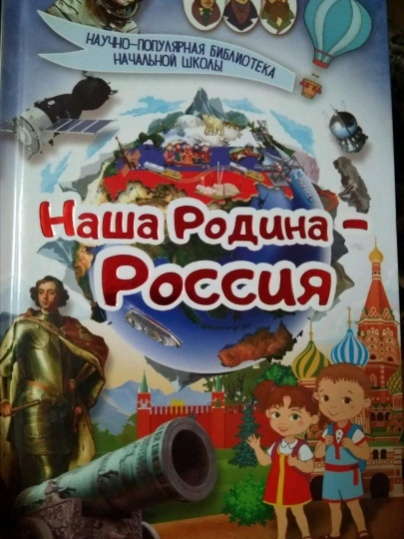 НАУЧНО-ПОПУЛЯРНАЯ БИБЛИОТЕКА
НАЧАЛЬНОЙ ШКОЛЫ
Наша Родина –
Россия